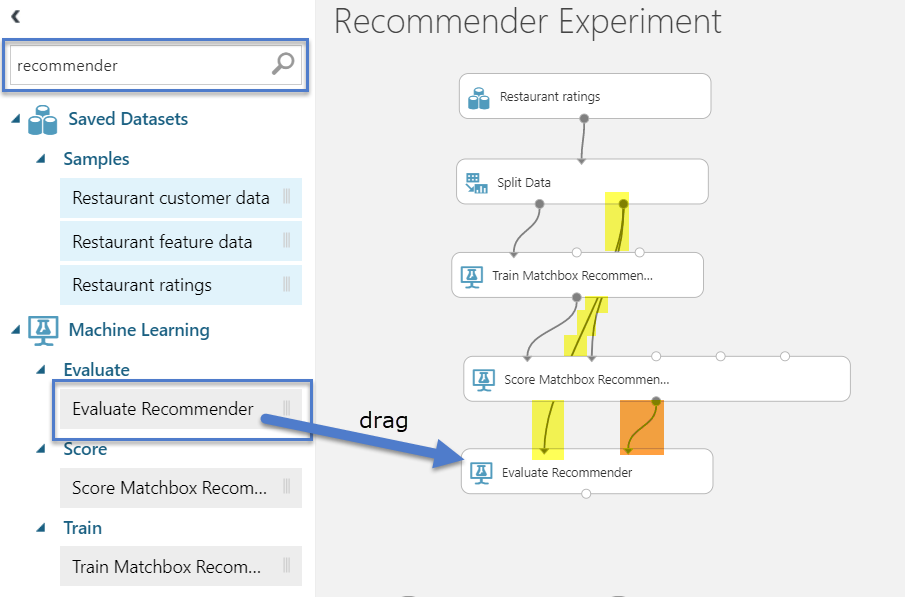 Recommender Experiment
recommender
Saved Datasets
Samples
Restaurant customer data
Restaurant feature data
Restaurant ratings
Machine Learning
Evaluate
Evaluate Recommender
Score
Score Matchbox Recom...
Train
Train Matchbox Recom...
drag
Restaurant ratings
Split Data
Train Matchbox Recommen...
Score Matchbox Recommen...
Evaluate Recommender